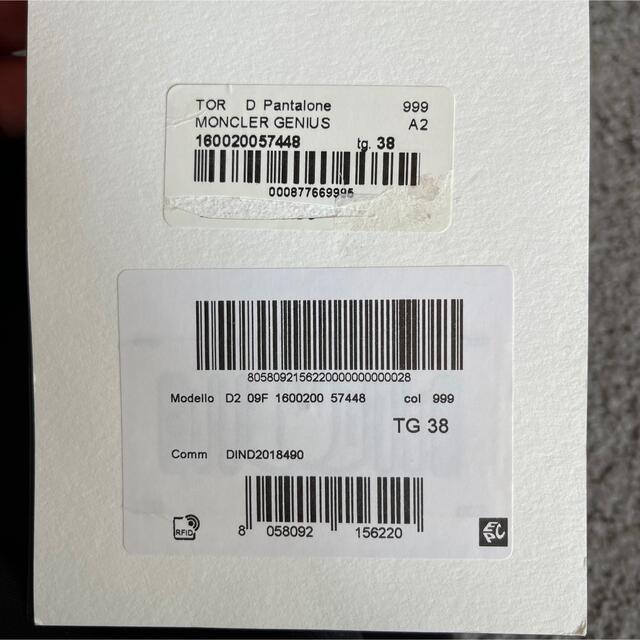 TOR D Pantalone 999
MONCLER GENIUS A2
160020057448 tg. 38
000877669995
8058092156220000000000028
Modello D2 09F 1600200 57448 col 999
TG 38
Comm DIND2018490
RFID
8 058092 156220
EPC